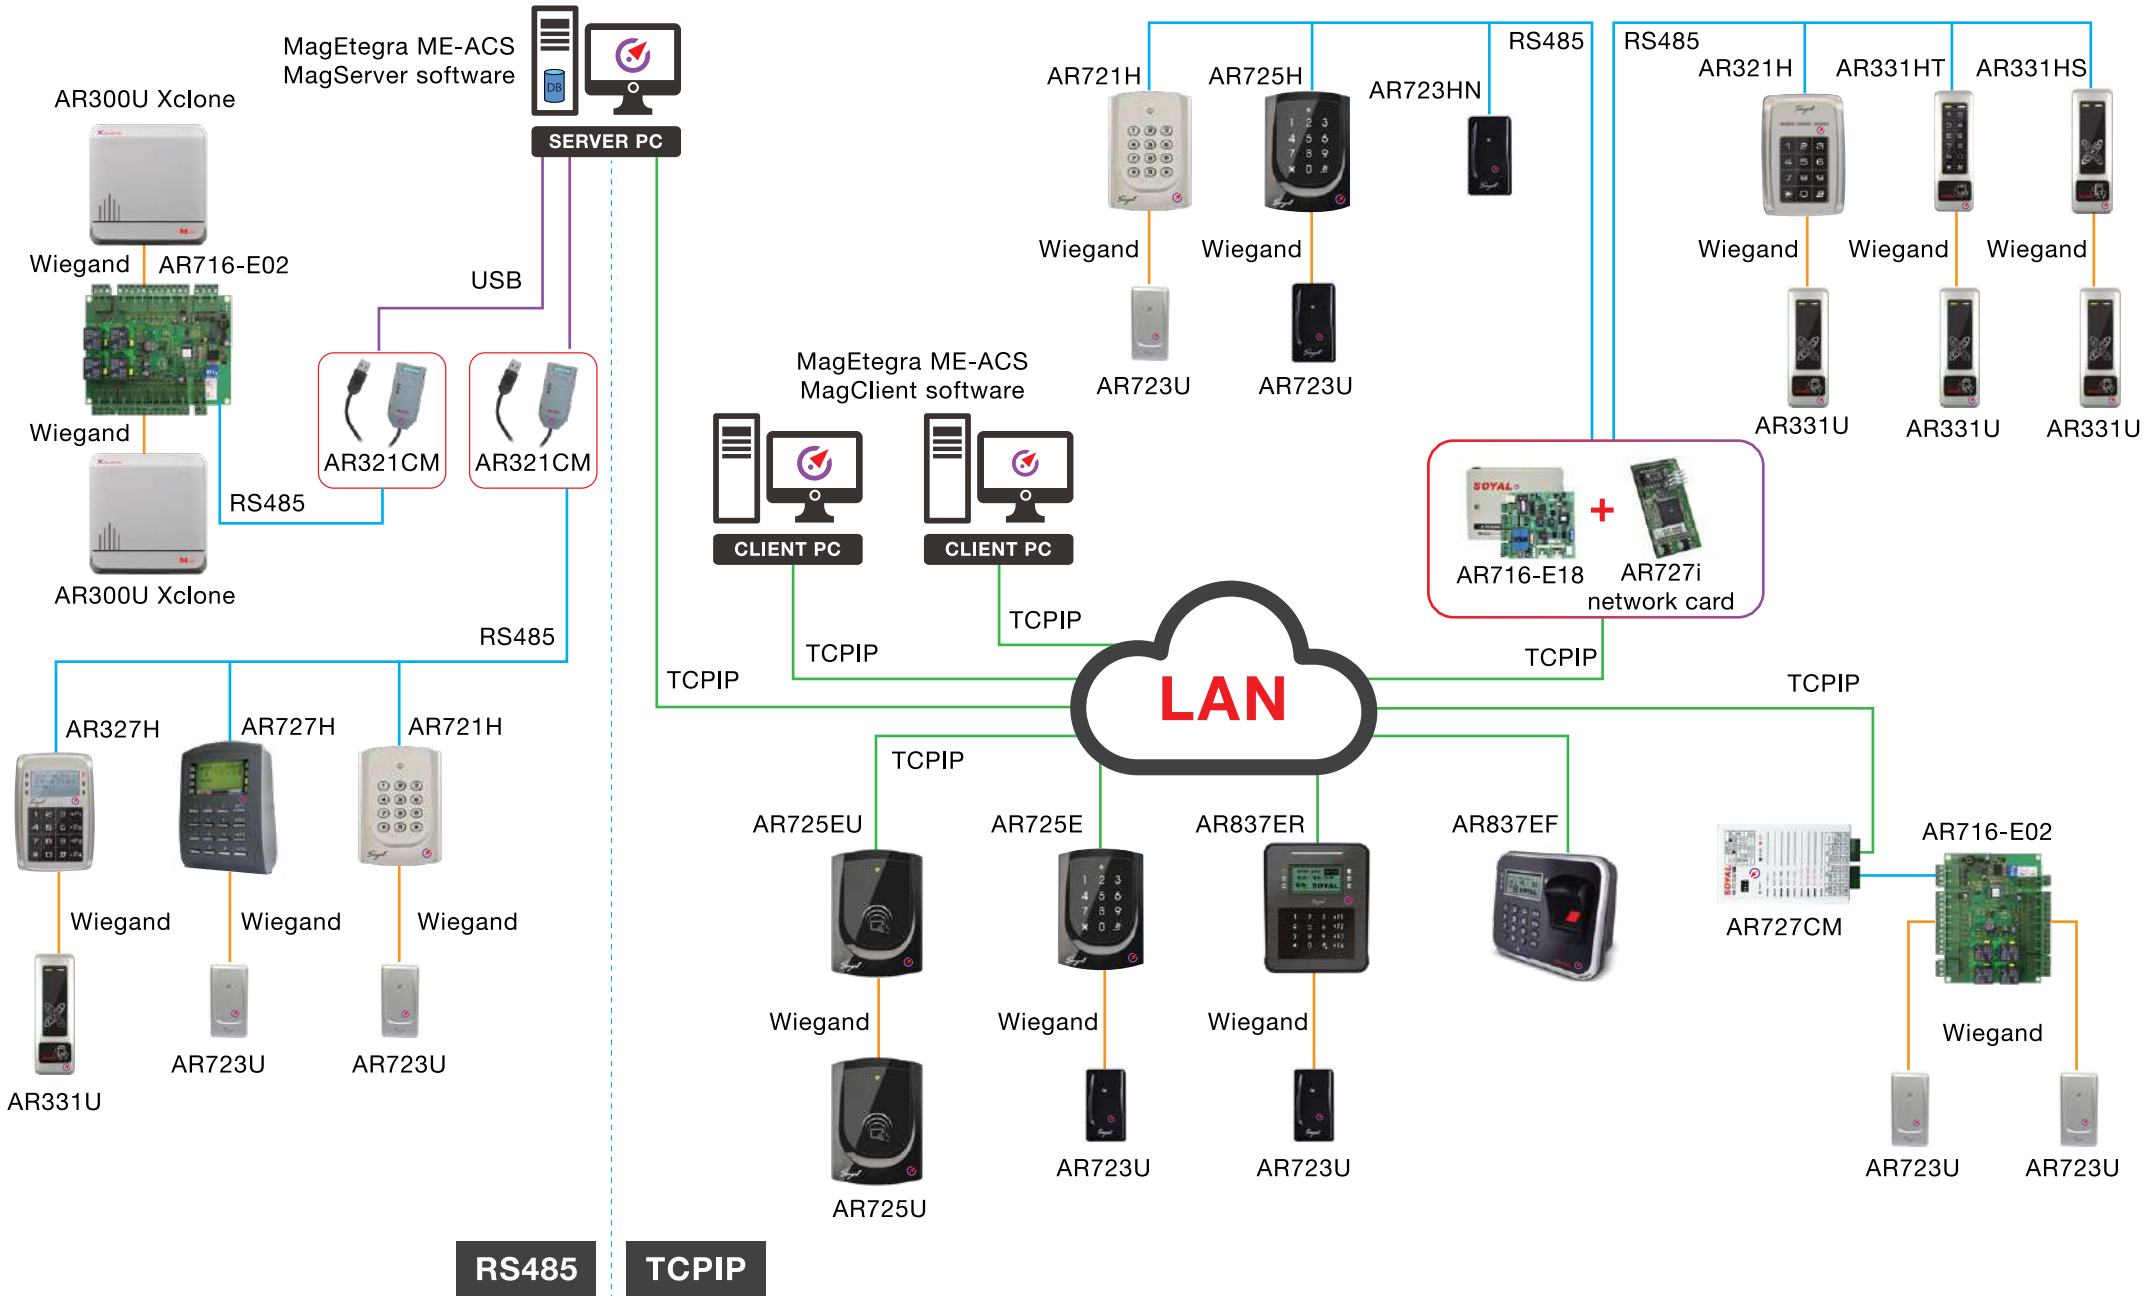 MagEtegra ME-ACS
MagServer software
DB
SERVER PC
AR300U Xclone
Wiegand
AR716-E02
Wiegand
AR300U Xclone
USB
AR321CM
AR321CM
RS485
RS485
AR327H
AR727H
AR721H
Wiegand
Wiegand
Wiegand
AR331U
AR723U
AR723U
RS485
RS485
AR721H
AR725H
AR723HN
AR321H
AR331HT
AR331HS
Wiegand
Wiegand
Wiegand
Wiegand
Wiegand
AR723U
AR723U
AR331U
AR331U
AR331U
MagEtegra ME-ACS
MagClient software
CLIENT PC
CLIENT PC
SOYAL
+
AR716-E18
AR727i
network card
TCPIP
TCPIP
TCPIP
TCPIP
TCPIP
LAN
TCPIP
AR725EU
AR725E
AR837ER
AR837EF
SOYAL
AR716-E02
SOYAL
AR727CM
Wiegand
Wiegand
Wiegand
Wiegand
AR725U
AR723U
AR723U
AR723U
AR723U
RS485
TCPIP